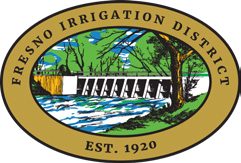 FRESNO IRRIGATION DISTRICT
EST. 1920